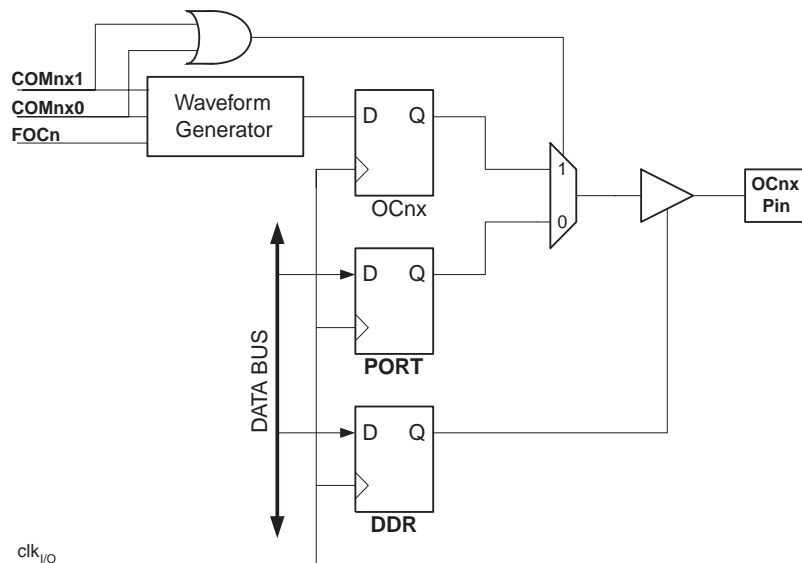 COMnx1
COMnx0
FOCn
Waveform
Generator
D Q
OCnx
1
0
OCnx
Pin
D Q
PORT
DATA BUS
D Q
DDR
clkI/O